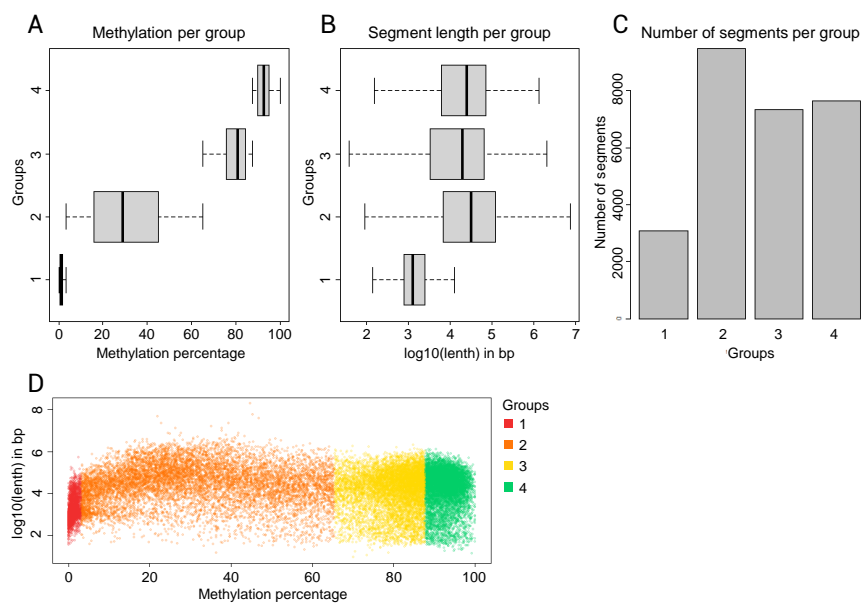 A
Methylation per group
Groups
4
3
2
1
0 20 40 60 80 100
Methylation percentage
B
Segment length per group
Groups
4
3
2
1
2 3 4 5 6 7
log10(lenth) in bp
C
Number of segments per group
Number of segments
8000
6000
4000
2000
0
1 2 3 4
Groups
D
log10(lenth) in bp
8
6
4
2
0 20 40 60 80 100
Methylation percentage
Groups
1
2
3
4